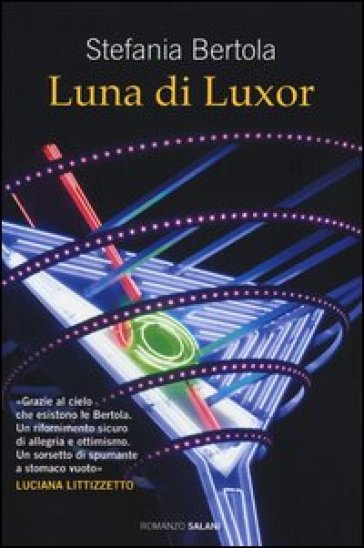 Stefania Bertola
Luna di Luxor
«Grazie al cielo
che esistono le Bertola.
Un rifornimento sicuro
di allegria e ottimismo.
Un sorsetto di spumante
a stomaco vuoto»
LUCIANA LITTIZZETTO
ROMANZO SALANI